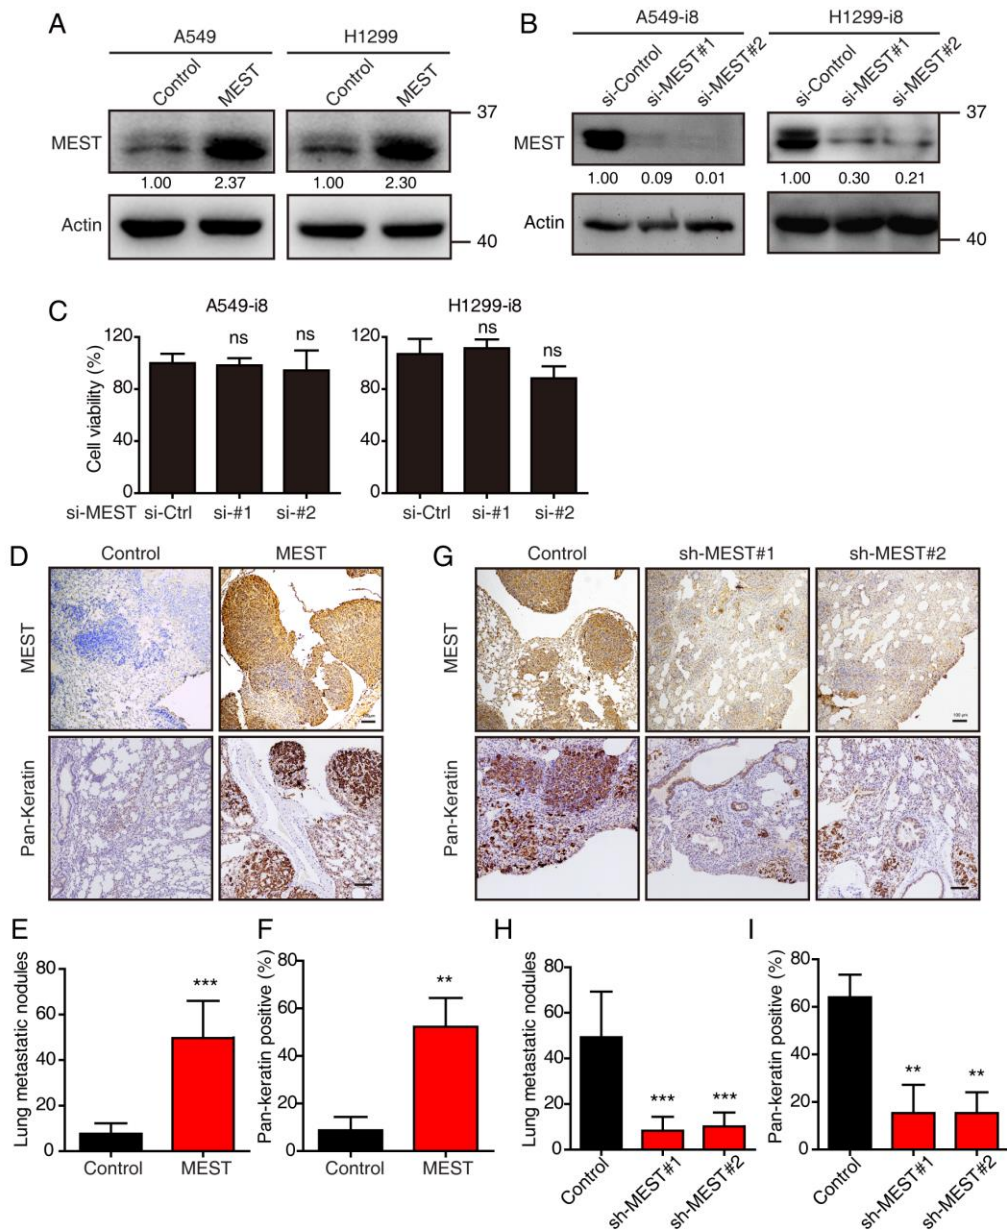 A
A549
H1299
Control
MEST
Control
MEST
MEST
37
1.00
2.37
1.00
2.30
Actin
40
B
A549-i8
H1299-i8
si-Control
si-MEST#1
si-MEST#2
si-Control
si-MEST#1
si-MEST#2
MEST
37
1.00
0.09
0.01
1.00
0.30
0.21
Actin
40
C
A549-i8
H1299-i8
Cell viability (%)
120
80
40
0
ns
ns
120
80
40
0
ns
ns
si-MEST
si-Ctrl
si-#1
si-#2
si-Ctrl
si-#1
si-#2
D
Control
MEST
MEST
Pan-Keratin
G
Control
sh-MEST#1
sh-MEST#2
MEST
100 µm
Pan-Keratin
E
Lung metastatic nodules
80
60
40
20
0
***
Control
MEST
F
Pan-keratin positive (%)
80
60
40
20
0
**
Control
MEST
H
Lung metastatic nodules
80
60
40
20
0
***
***
Control
sh-MEST#1
sh-MEST#2
I
Pan-keratin positive (%)
80
60
40
20
0
**
**
Control
sh-MEST#1
sh-MEST#2